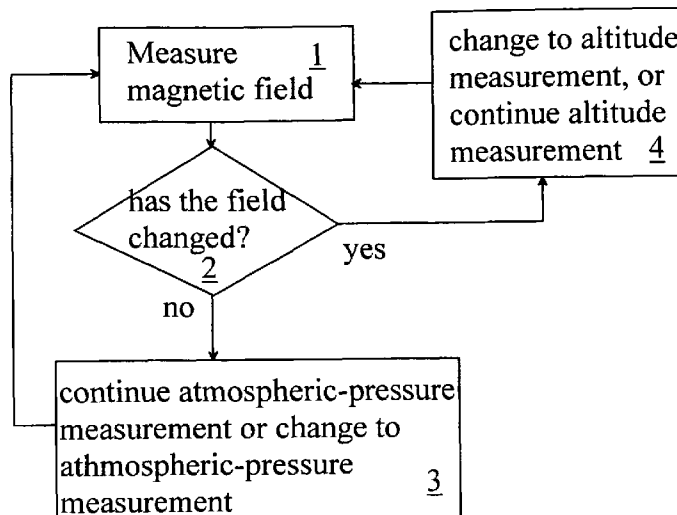 Measure 1
magnetic field
change to altitude
measurement, or
continue altitude
measurement 4
has the field
changed?
2
yes
no
continue atmospheric-pressure
measurement or change to
athmospheric-pressure
measurement 3